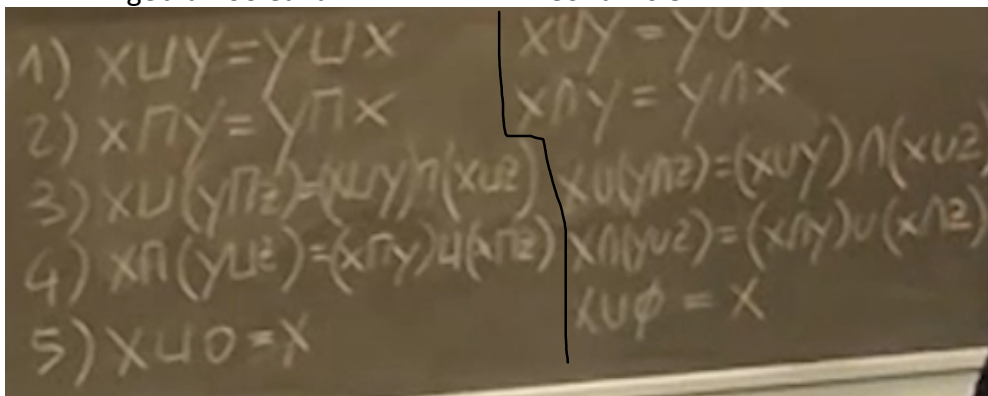 1) x⊔y=y⊔x
2) x⊓y=y⊓x
3) x⊔(y⊓z)=(x⊔y)⊓(x⊔z)
4) x⊓(y⊔z)=(x⊓y)⊔(x⊓z)
5) x⊔0=x
x∪y=y∪x
x∩y=y∩x
x∪(y∩z)=(x∪y)∩(x∪z)
x∩(y∪z)=(x∩y)∪(x∩z)
x∪∅=x